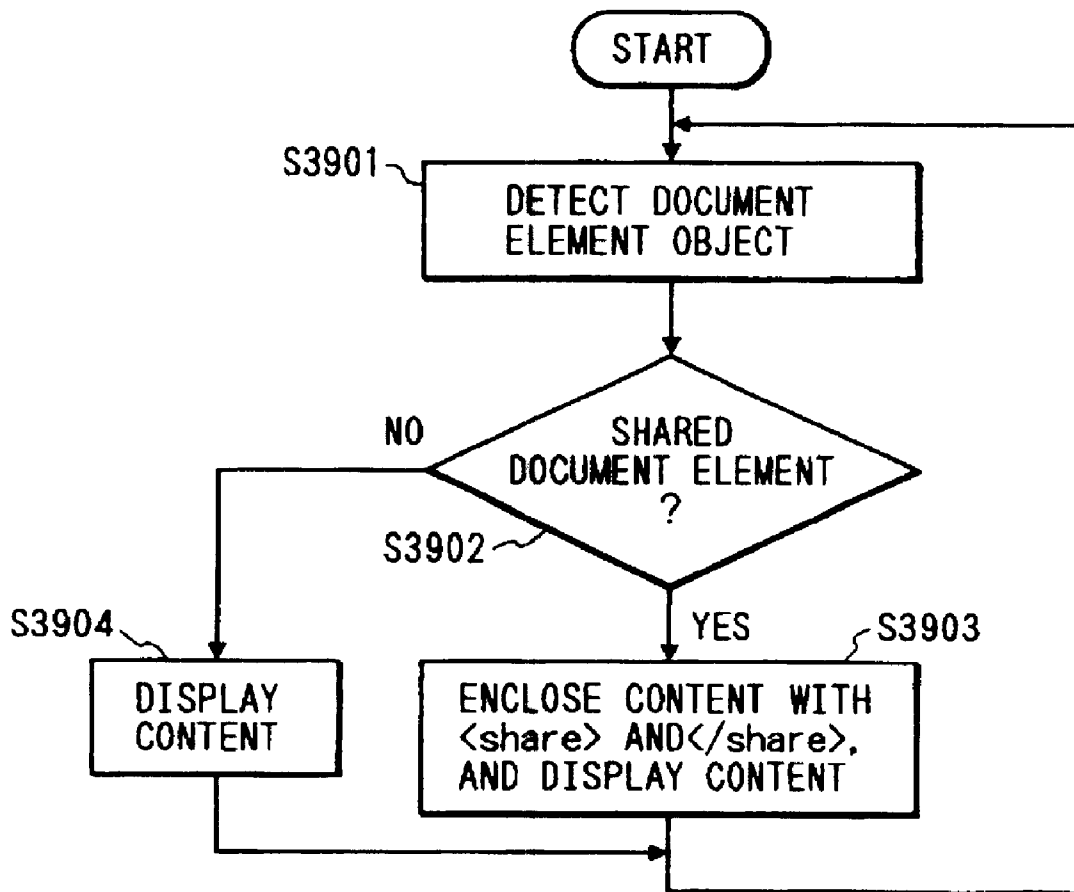 START
S3901
DETECT DOCUMENT
ELEMENT OBJECT
NO
SHARED
DOCUMENT ELEMENT
?
S3902
YES
S3904
S3903
DISPLAY
CONTENT
ENCLOSE CONTENT WITH
<share> AND</share>,
AND DISPLAY CONTENT